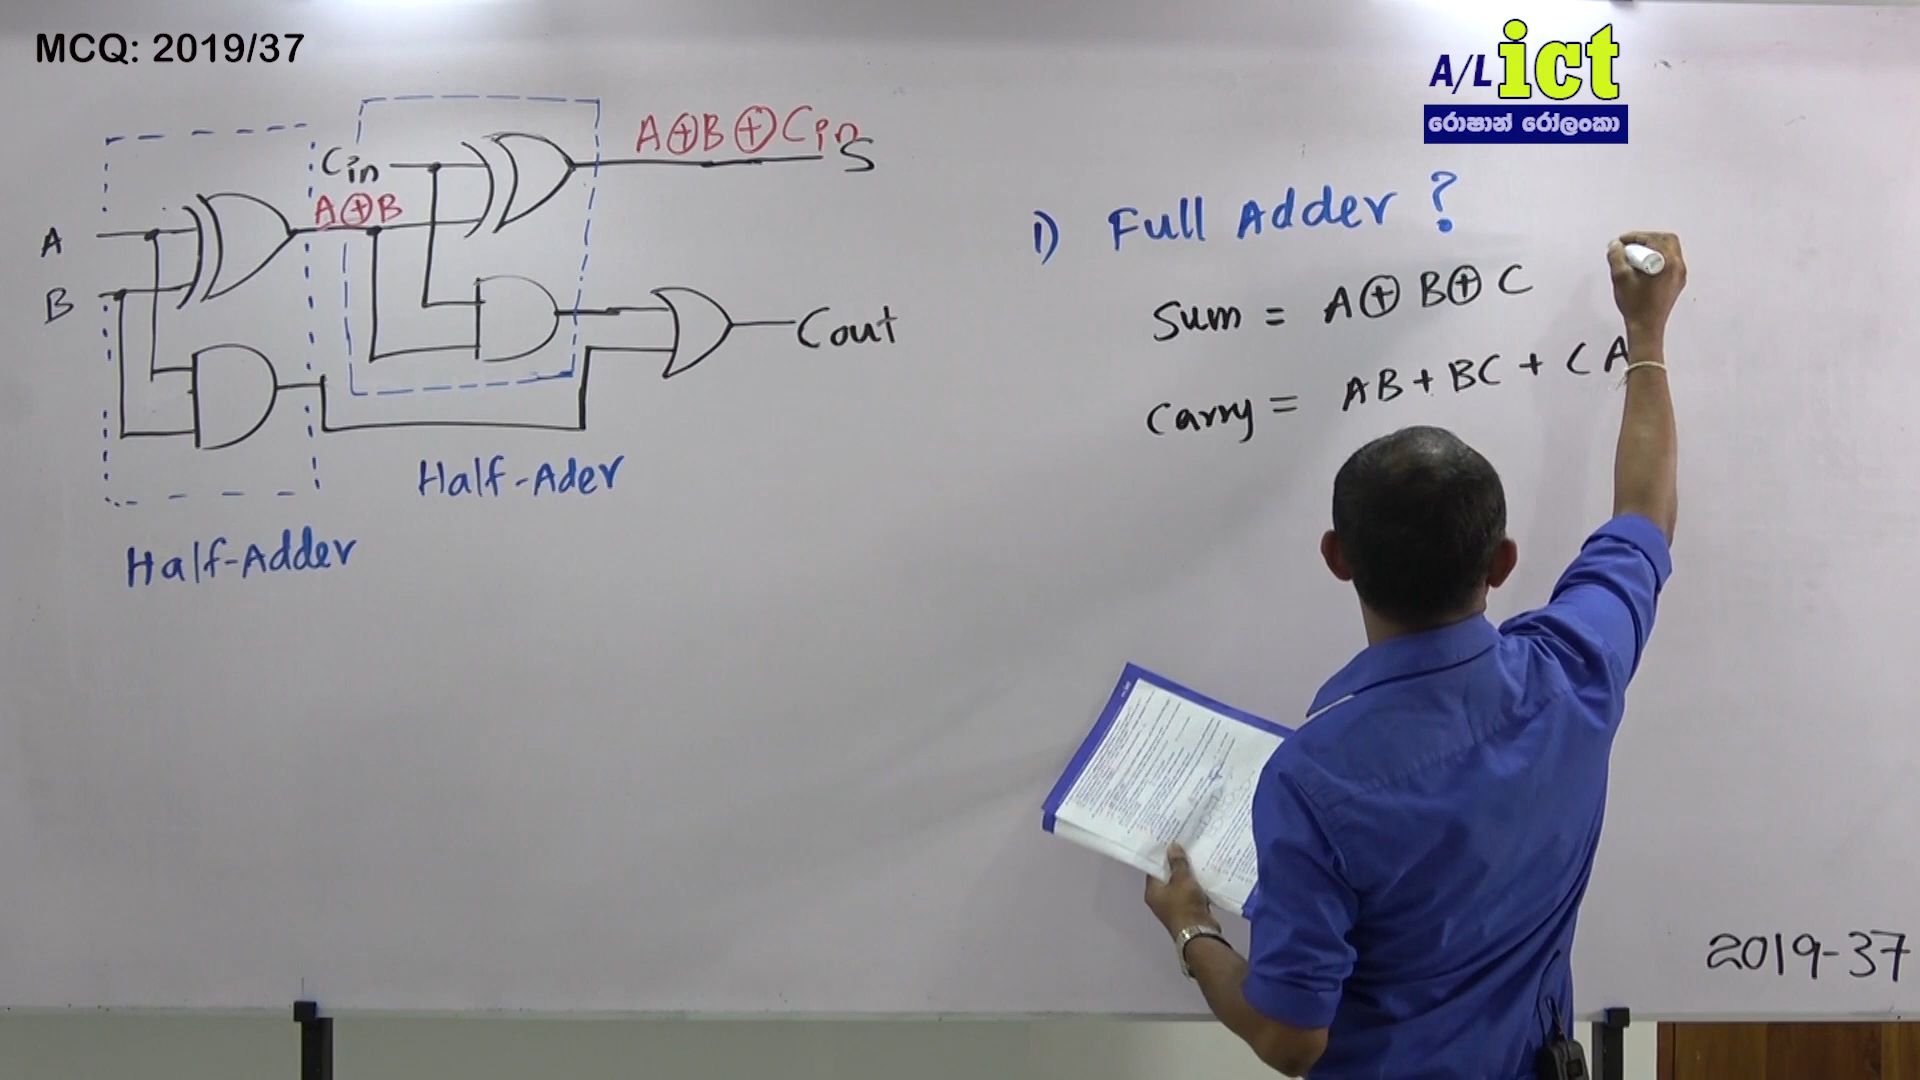 MCQ: 2019/37
A/L ict
රොෂාන් රෝලංකා
A⊕B⊕Cin
S
Cin
A⊕B
A
B
Cout
Half-Ader
Half-Adder
1) Full Adder ?
Sum = A⊕B⊕C
Carry = AB + BC + CA
2019-37